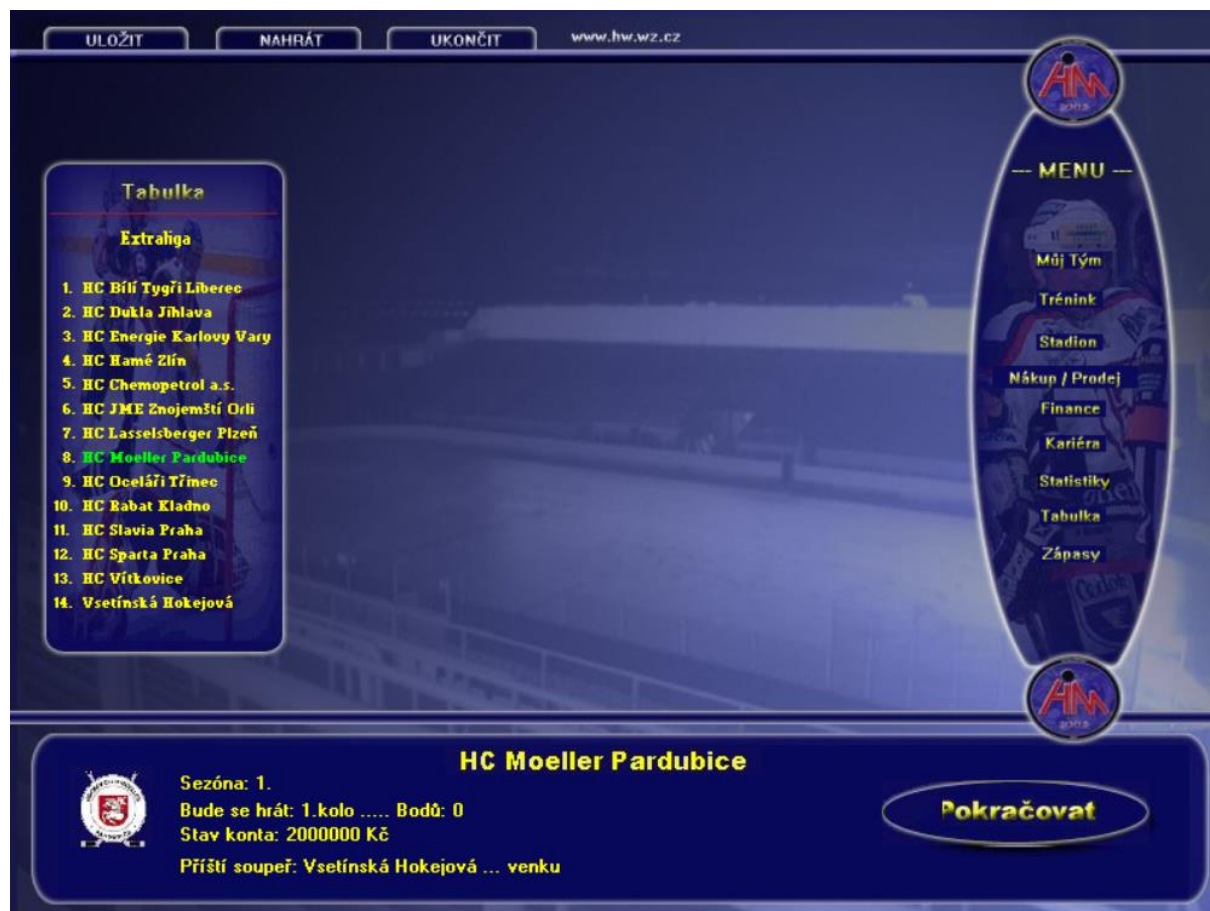 ULOŽIT NAHRÁT UKONČIT www.hw.wz.cz
HM
2003
Tabulka
Extraliga
1. HC Bílí Tygři Liberec
2. HC Dukla Jihlava
3. HC Energie Karlovy Vary
4. HC Hamé Zlín
5. HC Chemopetrol a.s.
6. HC JME Znojemští Orli
7. HC Lasselsberger Plzeň
8. HC Moeller Pardubice
9. HC Oceláři Třinec
10. HC Rabat Kladno
11. HC Slavia Praha
12. HC Sparta Praha
13. HC Vítkovice
14. Vsetínská Hokejová
--- MENU ---
Můj Tým
Trénink
Stadion
Nákup / Prodej
Finance
Kariéra
Statistiky
Tabulka
Zápasy
HM
2003
HC Moeller Pardubice
Sezóna: 1.
Bude se hrát: 1.kolo ..... Bodů: 0
Stav konta: 2000000 Kč
Příští soupeř: Vsetínská Hokejová ... venku
Pokračovat